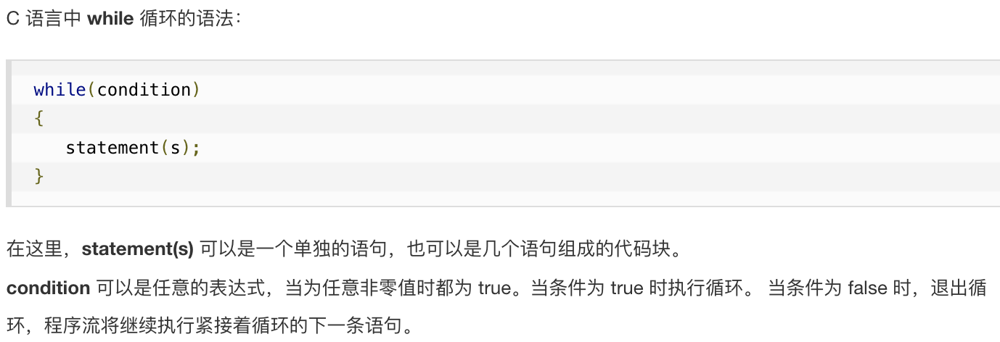 C 语言中 while 循环的语法：
while(condition)
{
   statement(s);
}
在这里，statement(s) 可以是一个单独的语句，也可以是几个语句组成的代码块。
condition 可以是任意的表达式，当为任意非零值时都为 true。当条件为 true 时执行循环。 当条件为 false 时，退出循
环，程序流将继续执行紧接着循环的下一条语句。